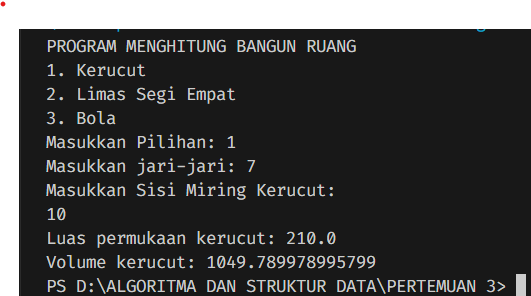 PROGRAM MENGHITUNG BANGUN RUANG
1. Kerucut
2. Limas Segi Empat
3. Bola
Masukkan Pilihan: 1
Masukkan jari-jari: 7
Masukkan Sisi Miring Kerucut:
10
Luas permukaan kerucut: 210.0
Volume kerucut: 1049.789978995799
PS D:\ALGORITMA DAN STRUKTUR DATA\PERTEMUAN 3>